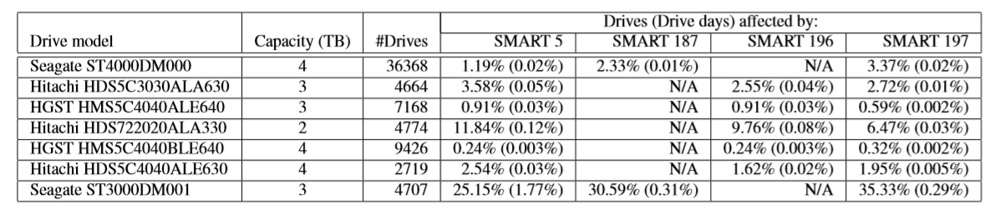 Drives (Drive days) affected by:
Drive model Capacity (TB) #Drives SMART 5 SMART 187 SMART 196 SMART 197
Seagate ST4000DM000 4 36368 1.19% (0.02%) 2.33% (0.01%) N/A 3.37% (0.02%)
Hitachi HDS5C3030ALA630 3 4664 3.58% (0.05%) N/A 2.55% (0.04%) 2.72% (0.01%)
HGST HMS5C4040ALE640 3 7168 0.91% (0.03%) N/A 0.91% (0.03%) 0.59% (0.002%)
Hitachi HDS722020ALA330 2 4774 11.84% (0.12%) N/A 9.76% (0.08%) 6.47% (0.03%)
HGST HMS5C4040BLE640 4 9426 0.24% (0.003%) N/A 0.24% (0.003%) 0.32% (0.002%)
Hitachi HDS5C4040ALE630 4 2719 2.54% (0.03%) N/A 1.62% (0.02%) 1.95% (0.005%)
Seagate ST3000DM001 3 4707 25.15% (1.77%) 30.59% (0.31%) N/A 35.33% (0.29%)